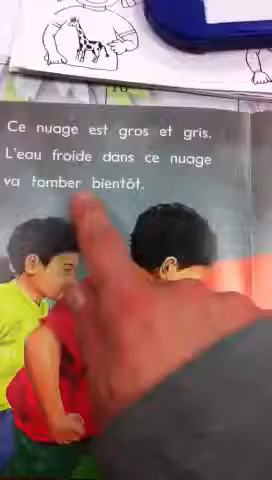 Ce nuage est gros et gris.
L'eau froide dans ce nuage
va tomber bientôt.